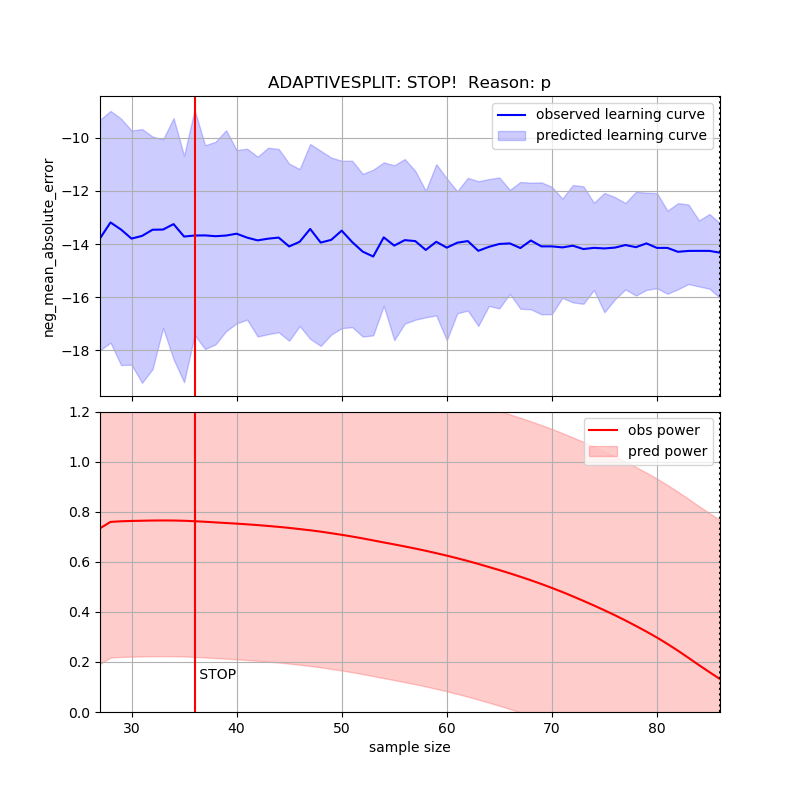 ADAPTIVESPLIT: STOP!  Reason: p
observed learning curve
predicted learning curve
neg_mean_absolute_error
−10
−12
−14
−16
−18
obs power
pred power
1.2
1.0
0.8
0.6
0.4
0.2
0.0
STOP
30 40 50 60 70 80
sample size